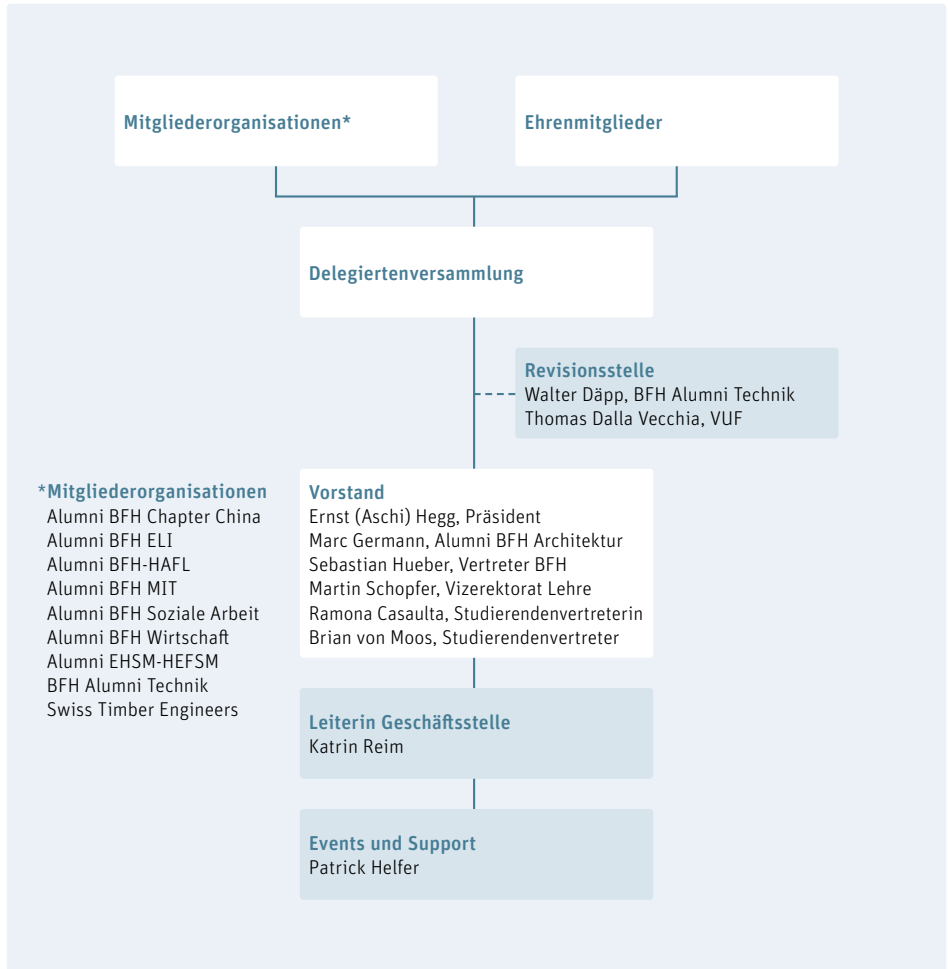 Mitgliederorganisationen*
Ehrenmitglieder
Delegiertenversammlung
Revisionsstelle
Walter Däpp, BFH Alumni Technik
Thomas Dalla Vecchia, VUF
*Mitgliederorganisationen
Alumni BFH Chapter China
Alumni BFH ELI
Alumni BFH-HAFL
Alumni BFH MIT
Alumni BFH Soziale Arbeit
Alumni BFH Wirtschaft
Alumni EHSM-HEFSM
BFH Alumni Technik
Swiss Timber Engineers
Vorstand
Ernst (Aschi) Hegg, Präsident
Marc Germann, Alumni BFH Architektur
Sebastian Hueber, Vertreter BFH
Martin Schopfer, Vizerektorat Lehre
Ramona Casaulta, Studierendenvertreterin
Brian von Moos, Studierendenvertreter
Leiterin Geschäftsstelle
Katrin Reim
Events und Support
Patrick Helfer